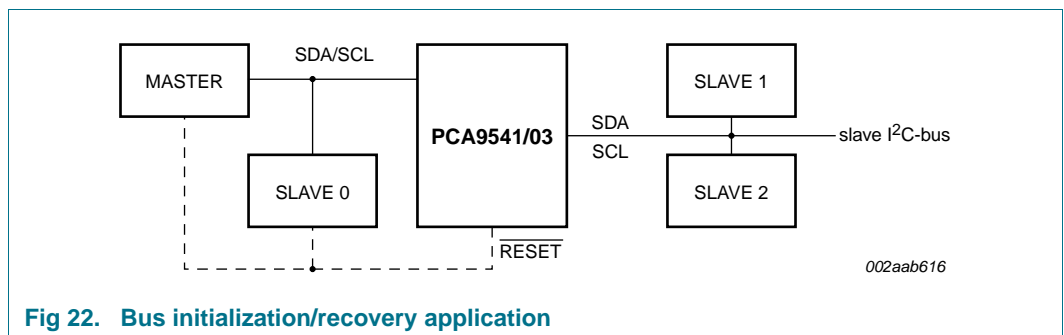 SDA/SCL
MASTER
SLAVE 0
PCA9541/03
RESET
SDA
SCL
SLAVE 1
SLAVE 2
slave I²C-bus
002aab616
Fig 22. Bus initialization/recovery application